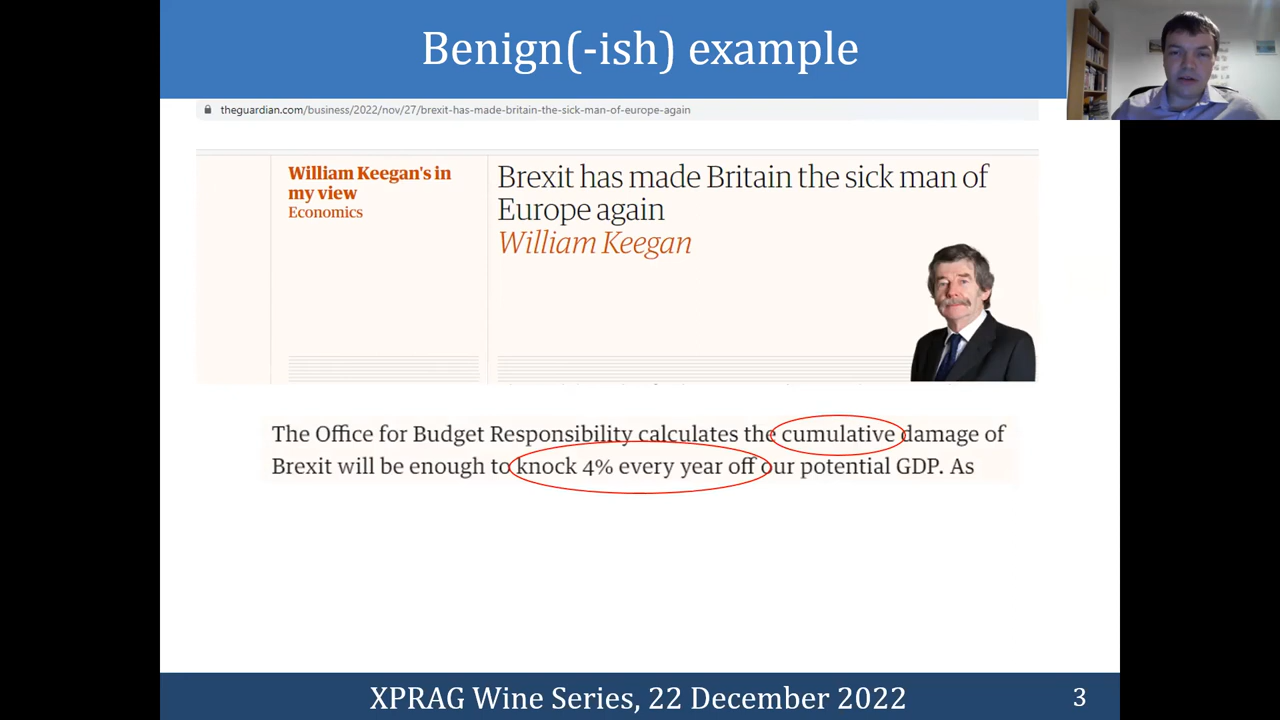 Benign(-ish) example
theguardian.com/business/2022/nov/27/brexit-has-made-britain-the-sick-man-of-europe-again
William Keegan's in
my view
Economics
Brexit has made Britain the sick man of
Europe again
William Keegan
The Office for Budget Responsibility calculates the cumulative damage of
Brexit will be enough to knock 4% every year off our potential GDP. As
XPRAG Wine Series, 22 December 2022
3